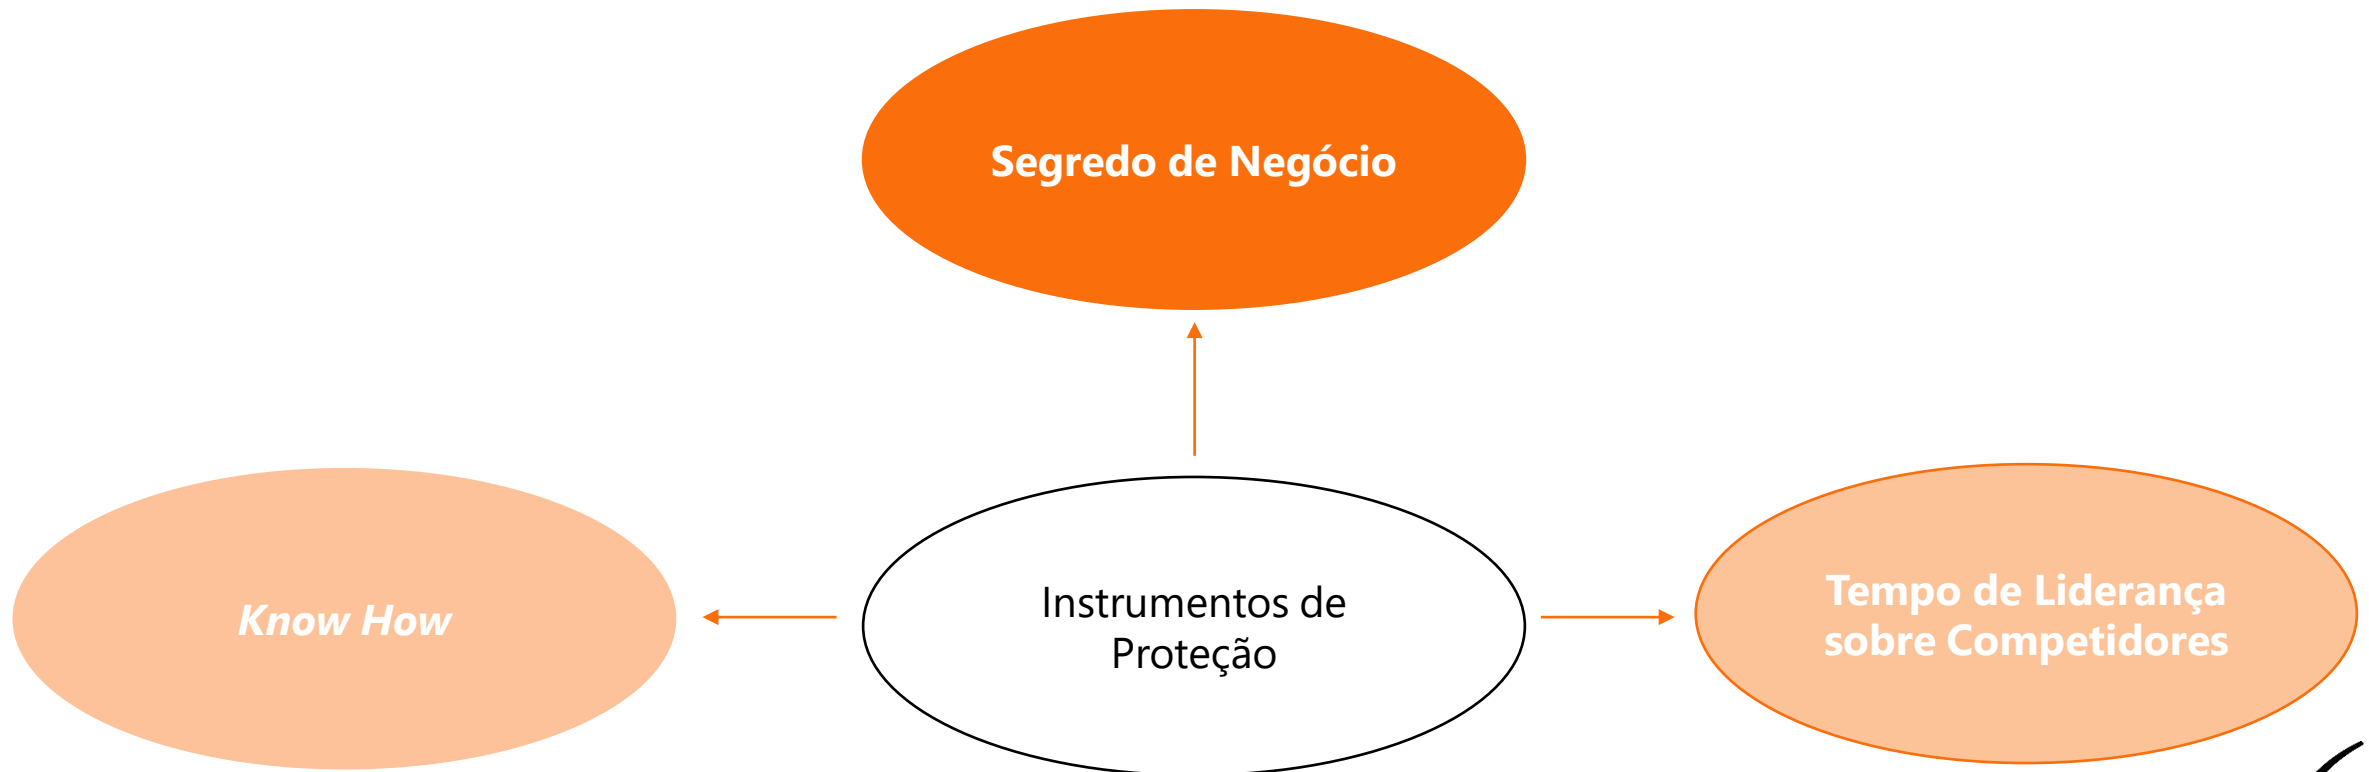 Segredo de Negócio
Know How
Instrumentos de
Proteção
Tempo de Liderança
sobre Competidores